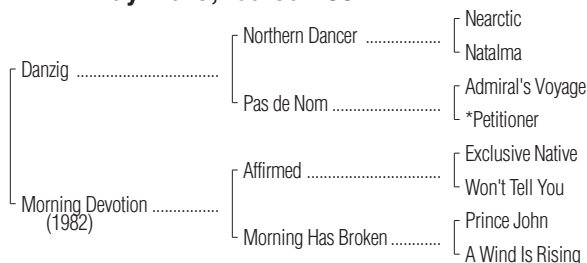 Nearctic
Northern Dancer ....................
Natalma
Danzig ......................................
Admiral's Voyage
Pas de Nom .............................
*Petitioner
Exclusive Native
Affirmed ....................................
Won't Tell You
Morning Devotion ..................
(1982)
Prince John
Morning Has Broken .............
A Wind Is Rising